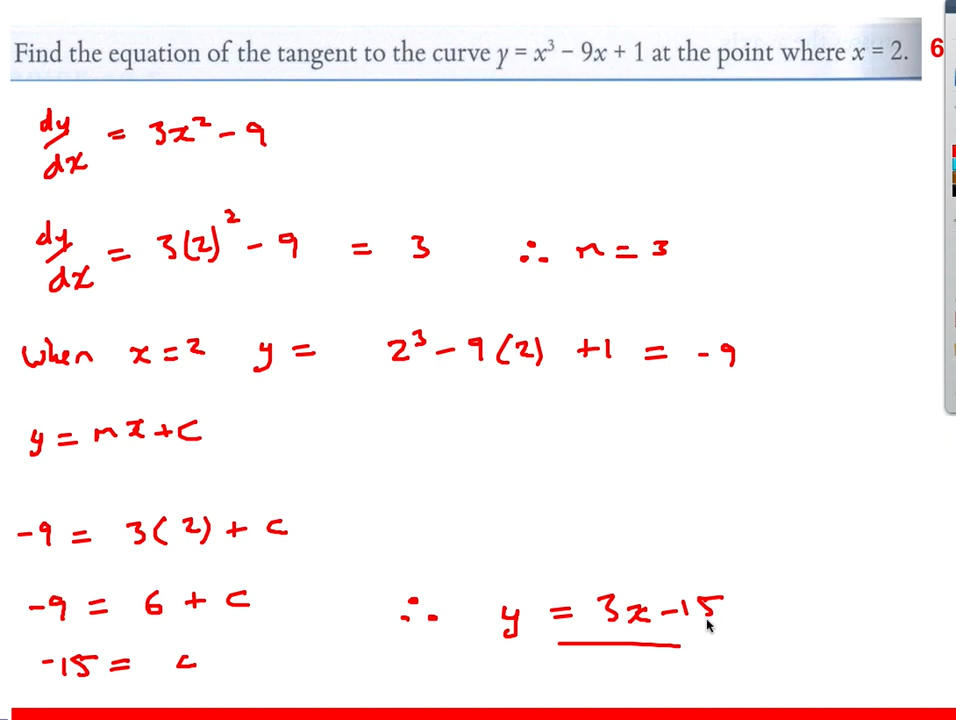 Find the equation of the tangent to the curve y = x³ − 9x + 1 at the point where x = 2. 6
dy/dx = 3x² - 9
dy/dx = 3(2)² - 9 = 3 ∴ m = 3
when x = 2 y = 2³ - 9(2) + 1 = -9
y = mx + c
-9 = 3(2) + c
-9 = 6 + c ∴ y = 3x - 15
-15 = c